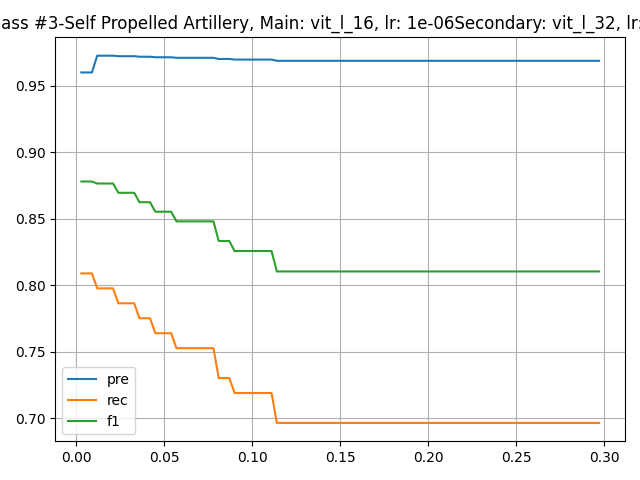 ass #3-Self Propelled Artillery, Main: vit_l_16, lr: 1e-06Secondary: vit_l_32, lr:
0.95
0.90
0.85
0.80
0.75
0.70
pre
rec
f1
0.00 0.05 0.10 0.15 0.20 0.25 0.30